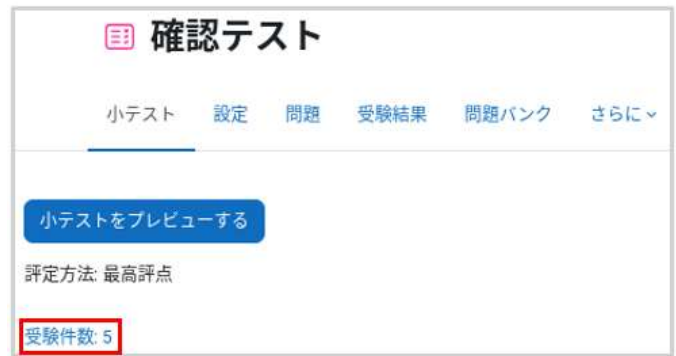 確認テスト
小テスト 設定 問題 受験結果 問題バンク さらに
小テストをプレビューする
評定方法: 最高評点
受験件数: 5